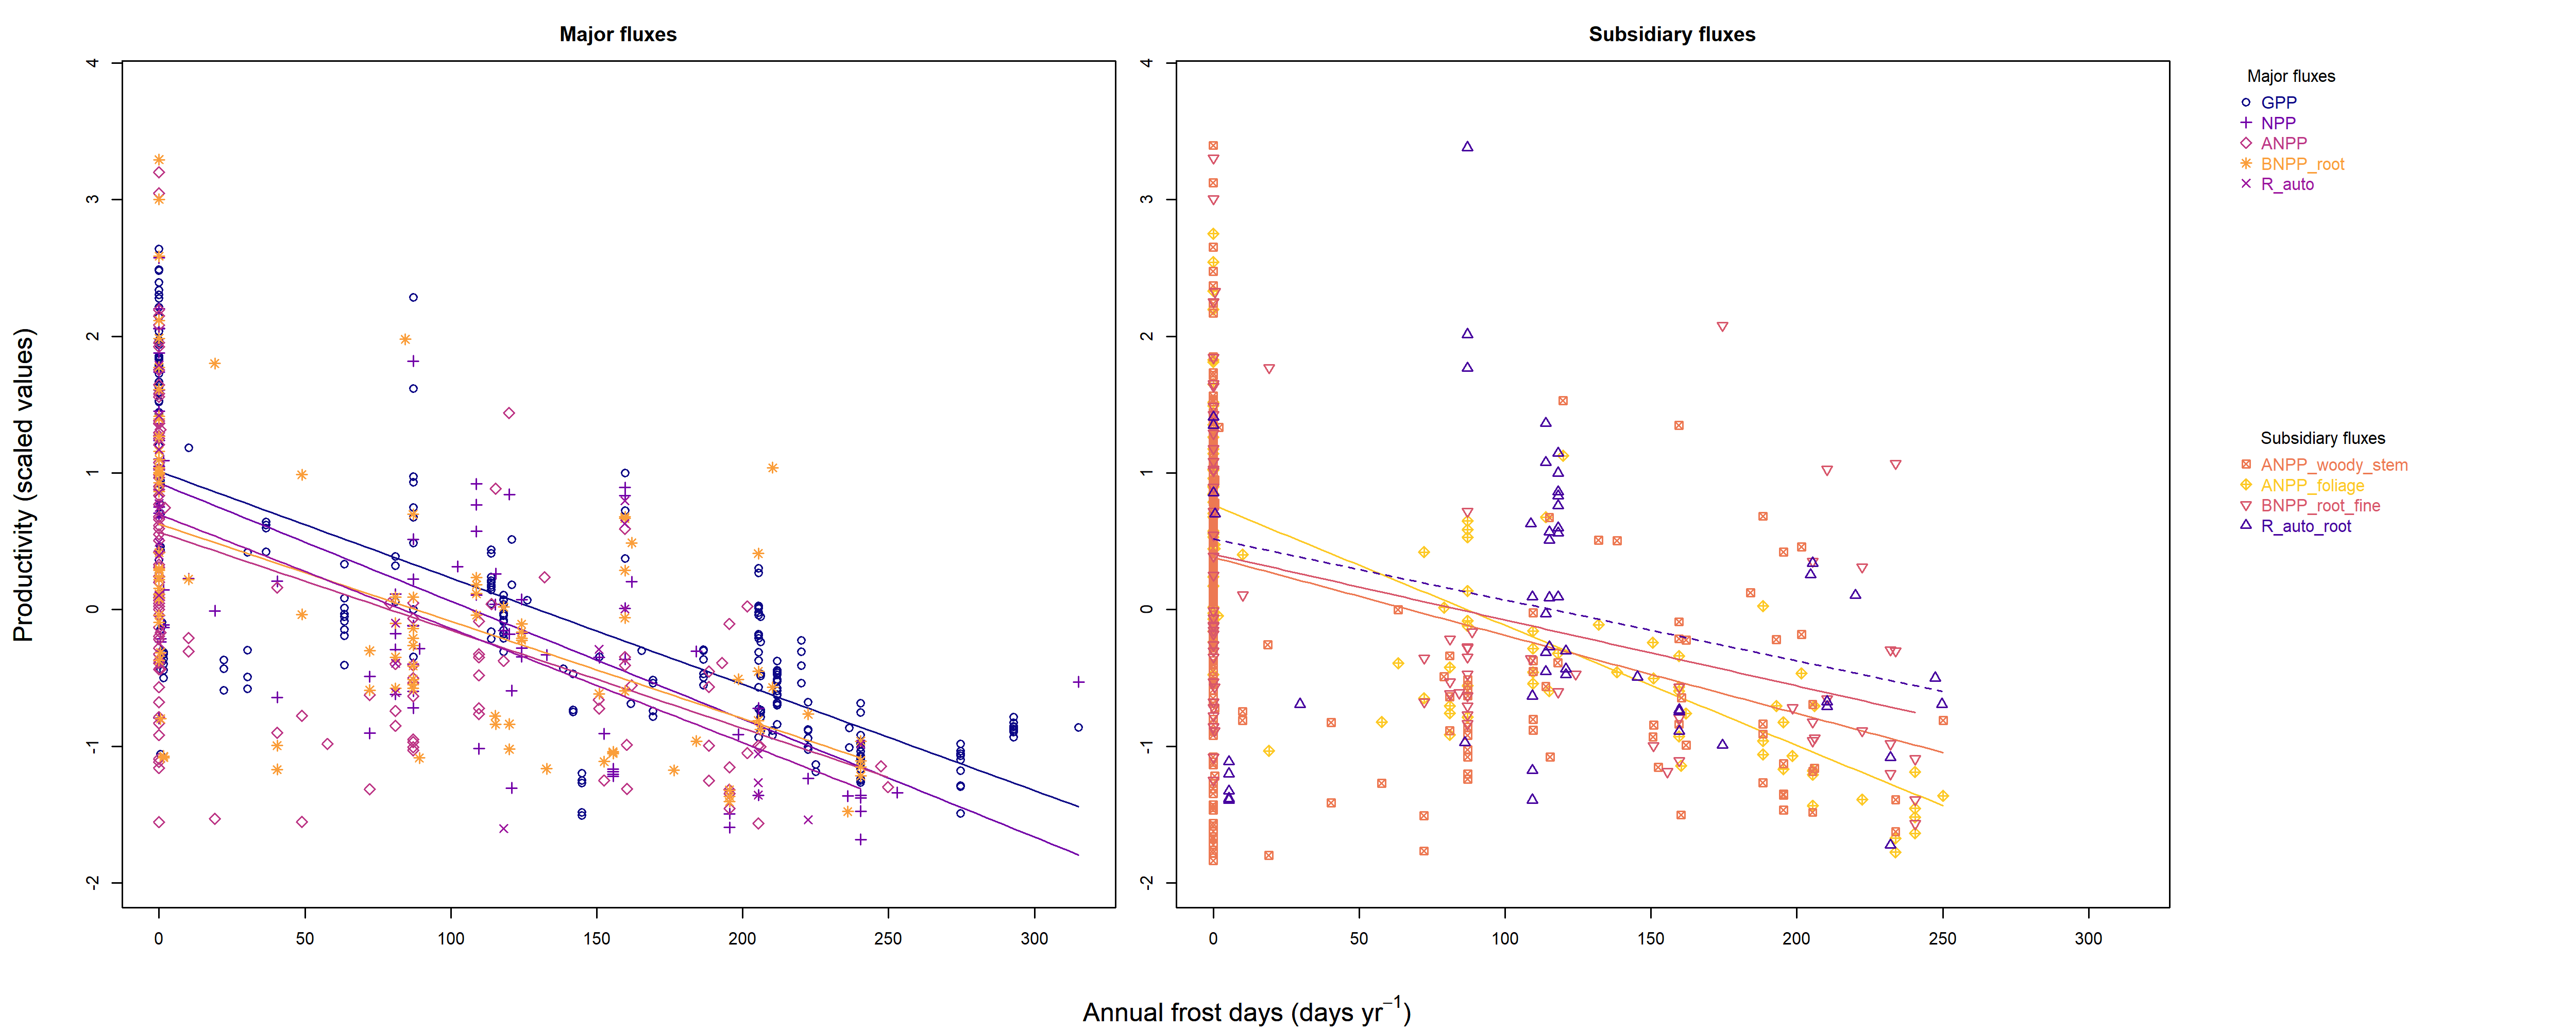 Major fluxes
Subsidiary fluxes
Productivity (scaled values)
4
3
2
1
0
-1
-2
0 50 100 150 200 250 300
4
3
2
1
0
-1
-2
0 50 100 150 200 250 300
Annual frost days (days yr⁻¹)
Major fluxes
GPP
NPP
ANPP
BNPP_root
R_auto
Subsidiary fluxes
ANPP_woody_stem
ANPP_foliage
BNPP_root_fine
R_auto_root